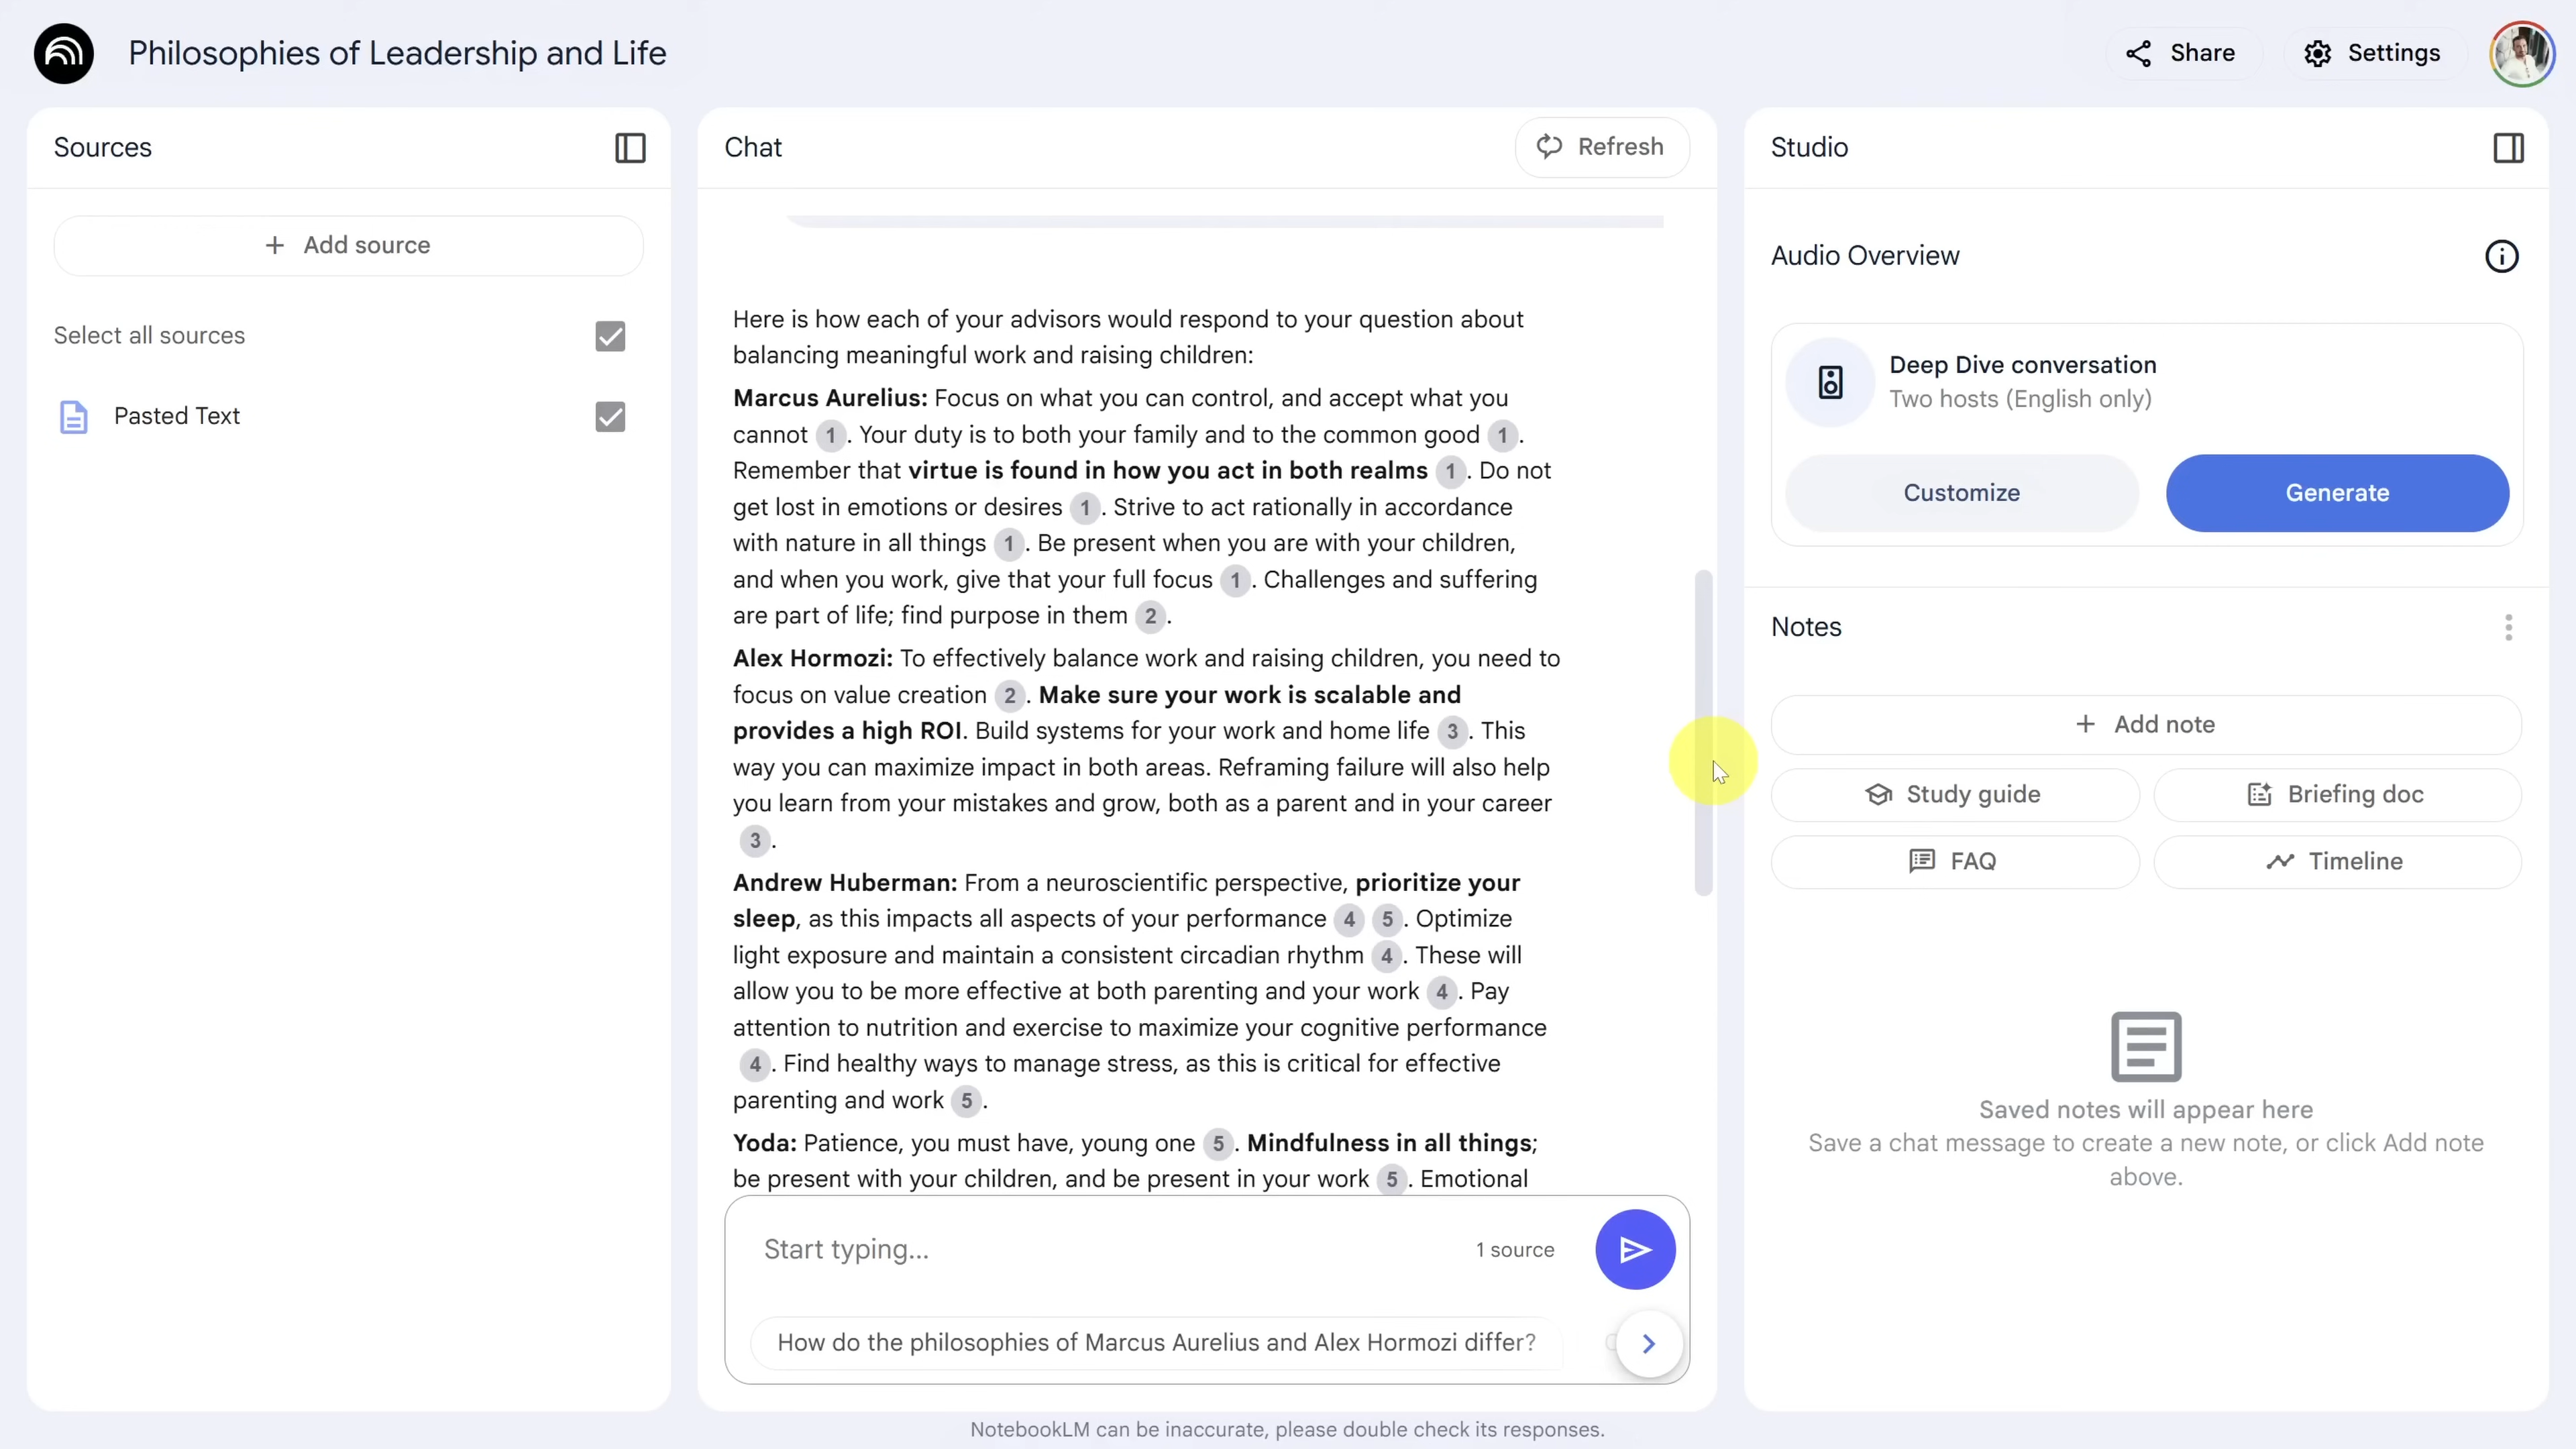 Philosophies of Leadership and Life
Share
Settings
Sources
Add source
Select all sources
Pasted Text
Chat
Refresh
Here is how each of your advisors would respond to your question about
balancing meaningful work and raising children:
Marcus Aurelius: Focus on what you can control, and accept what you
cannot 1. Your duty is to both your family and to the common good 1.
Remember that virtue is found in how you act in both realms 1. Do not
get lost in emotions or desires 1. Strive to act rationally in accordance
with nature in all things 1. Be present when you are with your children,
and when you work, give that your full focus 1. Challenges and suffering
are part of life; find purpose in them 2.
Alex Hormozi: To effectively balance work and raising children, you need to
focus on value creation 2. Make sure your work is scalable and
provides a high ROI. Build systems for your work and home life 3. This
way you can maximize impact in both areas. Reframing failure will also help
you learn from your mistakes and grow, both as a parent and in your career
3.
Andrew Huberman: From a neuroscientific perspective, prioritize your
sleep, as this impacts all aspects of your performance 4 5. Optimize
light exposure and maintain a consistent circadian rhythm 4. These will
allow you to be more effective at both parenting and your work 4. Pay
attention to nutrition and exercise to maximize your cognitive performance
4. Find healthy ways to manage stress, as this is critical for effective
parenting and work 5.
Yoda: Patience, you must have, young one 5. Mindfulness in all things;
be present with your children, and be present in your work 5. Emotional
Start typing...
1 source
How do the philosophies of Marcus Aurelius and Alex Hormozi differ?
Studio
Audio Overview
Deep Dive conversation
Two hosts (English only)
Customize
Generate
Notes
Add note
Study guide
Briefing doc
FAQ
Timeline
Saved notes will appear here
Save a chat message to create a new note, or click Add note
above.
NotebookLM can be inaccurate, please double check its responses.